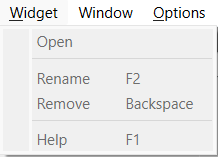 Widget Window Options
Open
Rename F2
Remove Backspace
Help F1